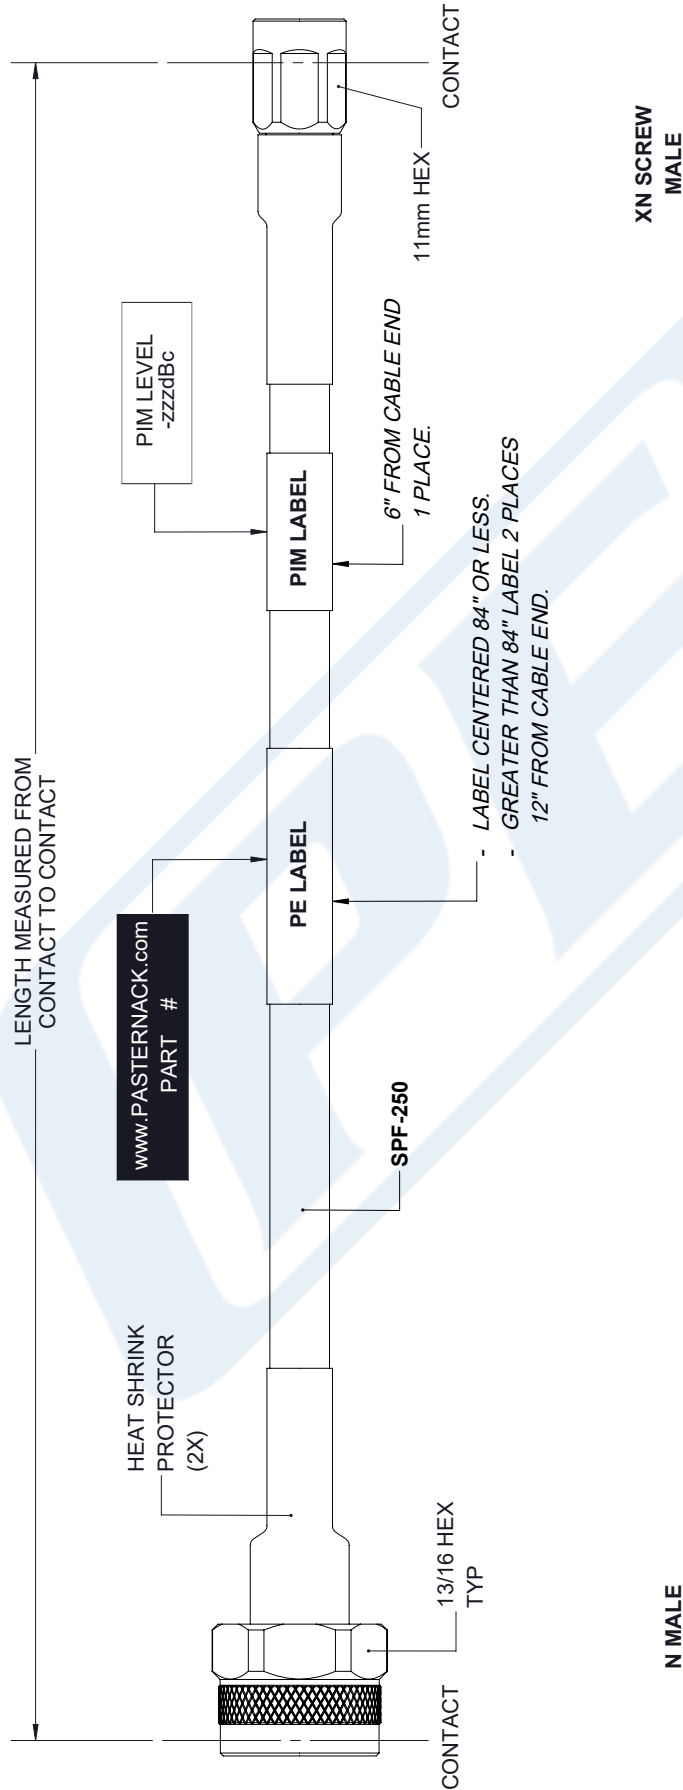 LENGTH MEASURED FROM
CONTACT TO CONTACT
HEAT SHRINK
PROTECTOR
(2X)
www.PASTERNACK.com
PART #
PIM LEVEL
-zzzdBc
PE LABEL
PIM LABEL
CONTACT
13/16 HEX
TYP
SPF-250
- LABEL CENTERED 84" OR LESS.
- GREATER THAN 84" LABEL 2 PLACES
12" FROM CABLE END.
6" FROM CABLE END
1 PLACE.
11mm HEX
CONTACT
N MALE
XN SCREW
MALE
PE